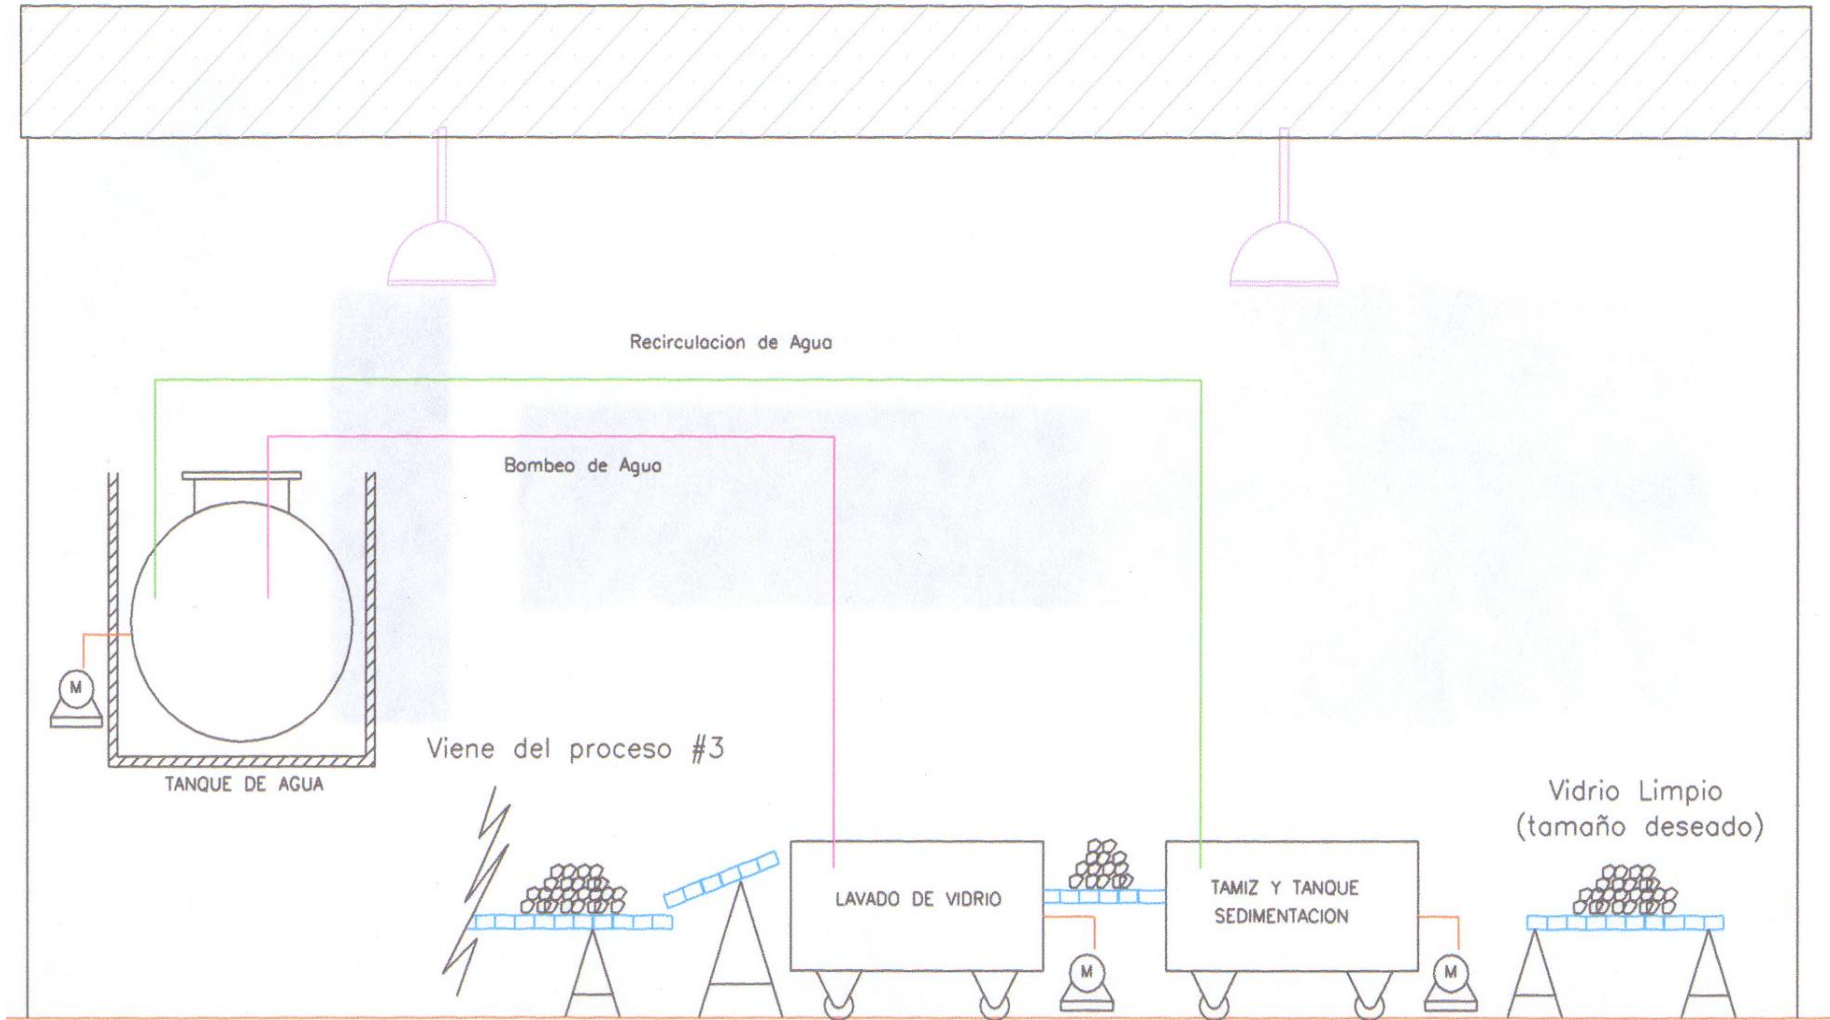 Recirculacion de Agua
Bombeo de Agua
M
TANQUE DE AGUA
Viene del proceso #3
Vidrio Limpio
(tamaño deseado)
LAVADO DE VIDRIO
TAMIZ Y TANQUE
SEDIMENTACION
M
M